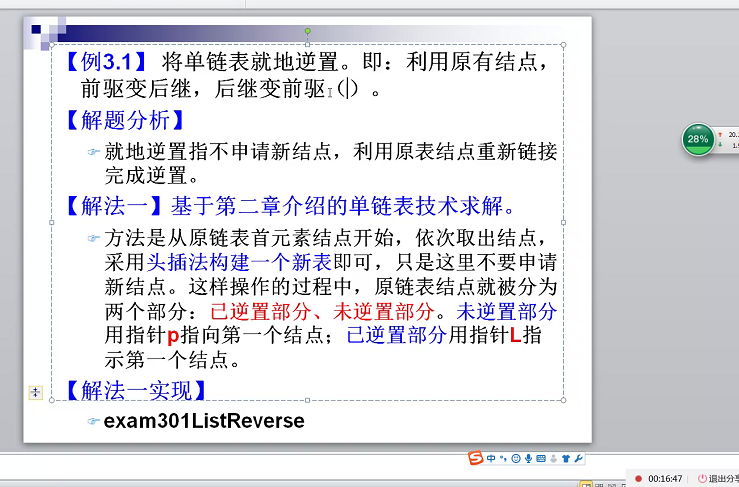 【例3.1】 将单链表就地逆置。即：利用原有结点，
前驱变后继，后继变前驱（）。
【解题分析】
就地逆置指不申请新结点，利用原表结点重新链接
完成逆置。
【解法一】基于第二章介绍的单链表技术求解。
方法是从原链表首元素结点开始，依次取出结点，
采用头插法构建一个新表即可，只是这里不要申请
新结点。这样操作的过程中，原链表结点就被分为
两个部分：已逆置部分、未逆置部分。未逆置部分
用指针p指向第一个结点；已逆置部分用指针L指
示第一个结点。
【解法一实现】
exam301ListReverse
28%
20.
1.
中
00:16:47
退出分享